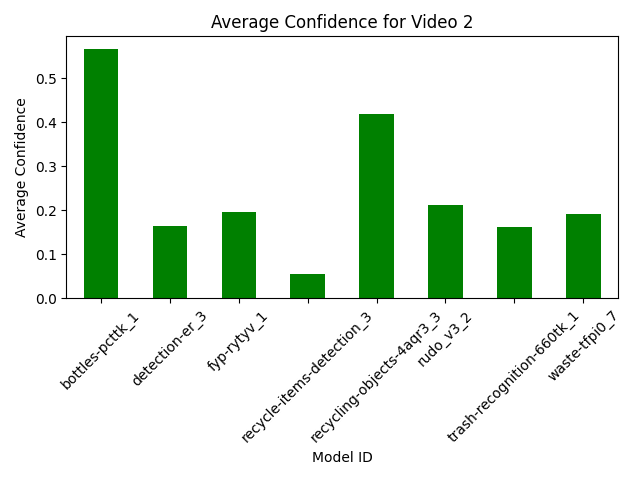 Average Confidence for Video 2
Average Confidence
0.5
0.4
0.3
0.2
0.1
0.0
bottles-pcttk_1
detection-er_3
fyp-rytyv_1
recycle-items-detection_3
recycling-objects-4aqr3_3
rudo_v3_2
trash-recognition-660tk_1
waste-tfpi0_7
Model ID